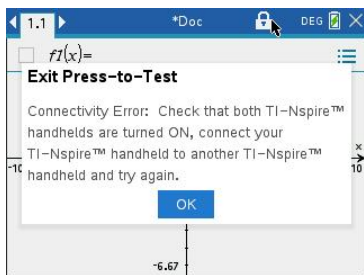 1.1 *Doc DEG
f1(x)=
Exit Press-to-Test
Connectivity Error: Check that both TI-Nspire™
handhelds are turned ON, connect your
TI-Nspire™ handheld to another TI-Nspire™
handheld and try again.
x
-10 10
OK
-6.67